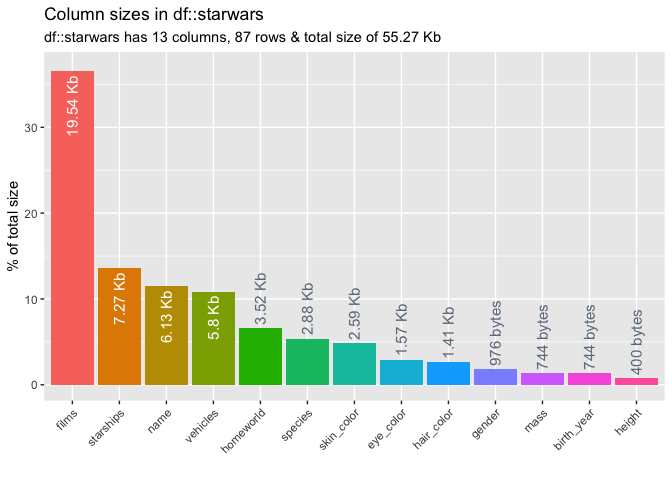 Column sizes in df::starwars
df::starwars has 13 columns, 87 rows & total size of 55.27 Kb
% of total size
30
20
10
0
19.54 Kb
7.27 Kb
6.13 Kb
5.8 Kb
3.52 Kb
2.88 Kb
2.59 Kb
1.57 Kb
1.41 Kb
976 bytes
744 bytes
744 bytes
400 bytes
films
starships
name
vehicles
homeworld
species
skin_color
eye_color
hair_color
gender
mass
birth_year
height